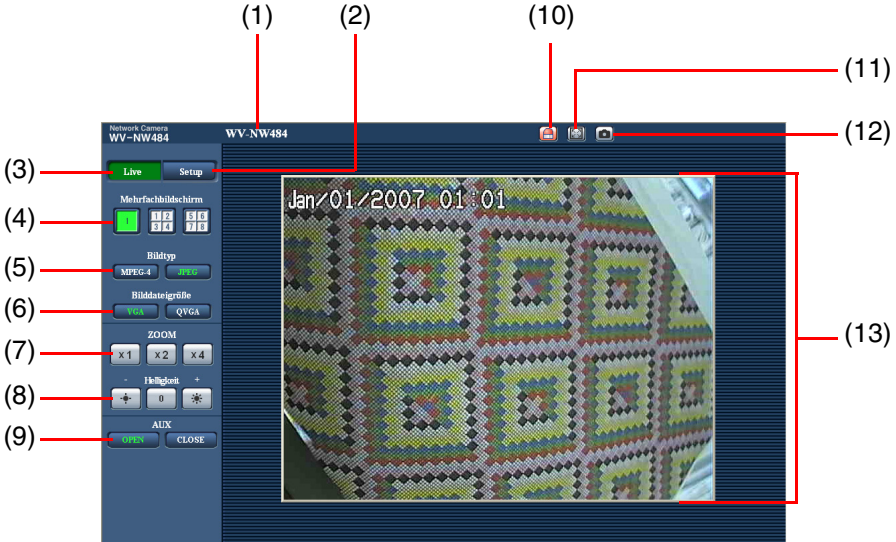 (1) (2) (10)
(11)
(12)
Network Camera
WV-NW484
WV-NW484
(3) Live Setup
Mehrfachbildschirm
(4) 1 1 2 3 4 5 6 7 8
Bildtyp
(5) MPEG-4 JPEG
Bilddateigröße
(6) VGA QVGA
ZOOM
(7) x1 x2 x4
- Helligkeit +
(8) 0
AUX
(9) OPEN CLOSE
Jan/01/2007 01:01
(13)